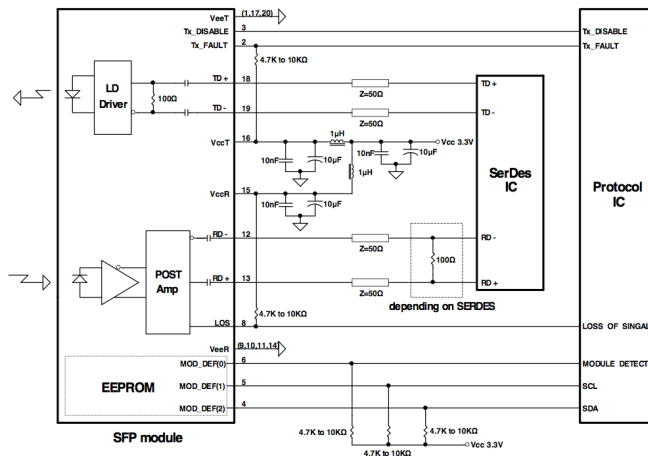 VeeT (1,17,20)
Tx_DISABLE 3 Tx_DISABLE
Tx_FAULT 2 Tx_FAULT
4.7K to 10KΩ
LD
Driver
100Ω
TD+ 18 TD+
Z=50Ω
TD- 19 TD-
Z=50Ω
VccT 16
1µH
Vcc 3.3V
10nF 10µF 10nF 10µF
1µH
SerDes
IC
Protocol
IC
VccR 15
10nF 10µF
RD- 12 RD-
Z=50Ω
100Ω
POST
Amp
RD+ 13 RD+
Z=50Ω
depending on SERDES
4.7K to 10KΩ
LOS 8 LOSS OF SINGAL
VeeR (9,10,11,14)
MOD_DEF(0) 6 MODULE DETECT
EEPROM
MOD_DEF(1) 5 SCL
MOD_DEF(2) 4 SDA
4.7K to 10KΩ 4.7K to 10KΩ
Vcc 3.3V
4.7K to 10KΩ
SFP module